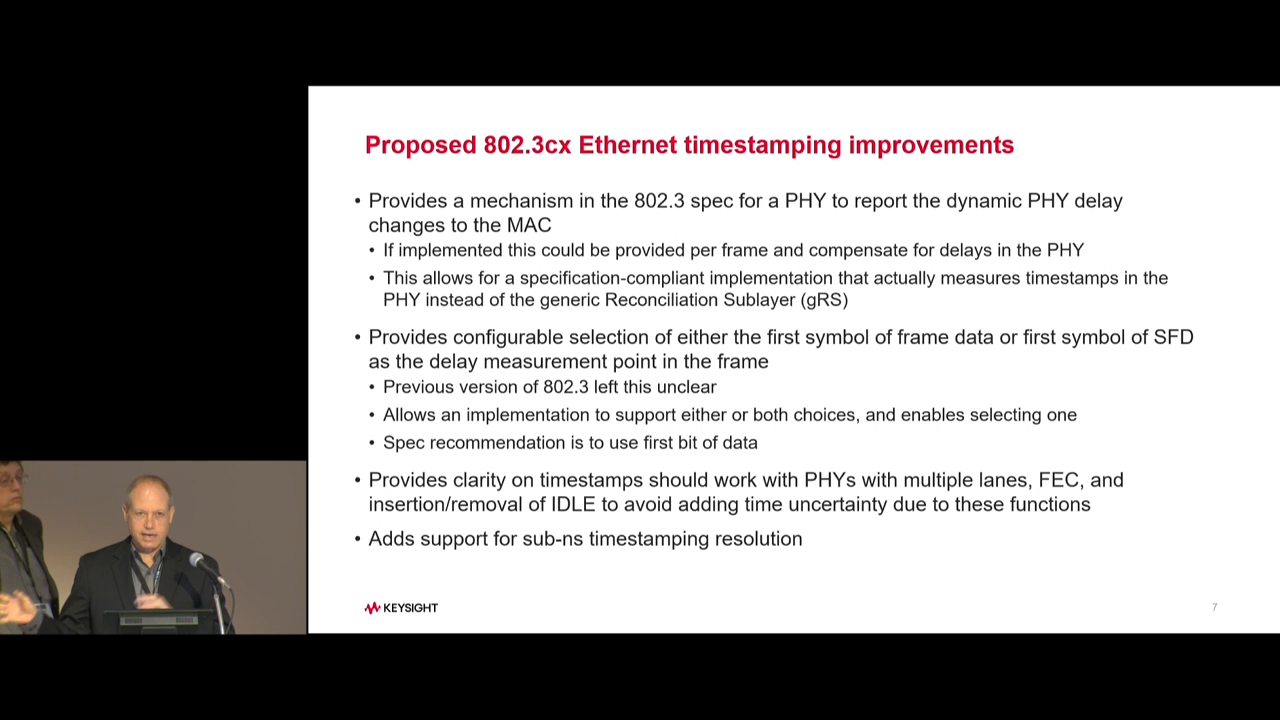 Proposed 802.3cx Ethernet timestamping improvements
• Provides a mechanism in the 802.3 spec for a PHY to report the dynamic PHY delay
changes to the MAC
• If implemented this could be provided per frame and compensate for delays in the PHY
• This allows for a specification-compliant implementation that actually measures timestamps in the
PHY instead of the generic Reconciliation Sublayer (gRS)
• Provides configurable selection of either the first symbol of frame data or first symbol of SFD
as the delay measurement point in the frame
• Previous version of 802.3 left this unclear
• Allows an implementation to support either or both choices, and enables selecting one
• Spec recommendation is to use first bit of data
• Provides clarity on timestamps should work with PHYs with multiple lanes, FEC, and
insertion/removal of IDLE to avoid adding time uncertainty due to these functions
• Adds support for sub-ns timestamping resolution
KEYSIGHT
7